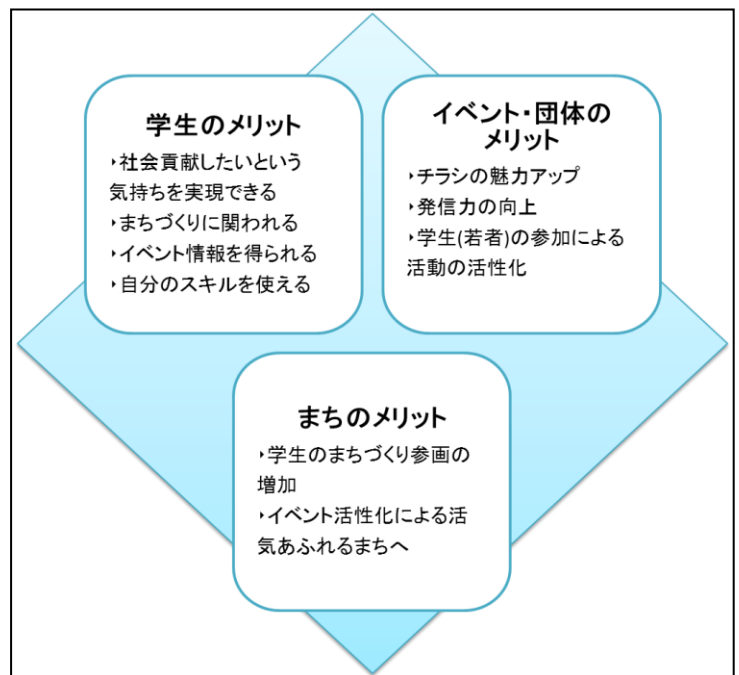 学生のメリット
‣社会貢献したいという
気持ちを実現できる
‣まちづくりに関われる
‣イベント情報を得られる
‣自分のスキルを使える
イベント・団体の
メリット
‣チラシの魅力アップ
‣発信力の向上
‣学生(若者)の参加による
活動の活性化
まちのメリット
‣学生のまちづくり参画の
増加
‣イベント活性化による活
気あふれるまちへ